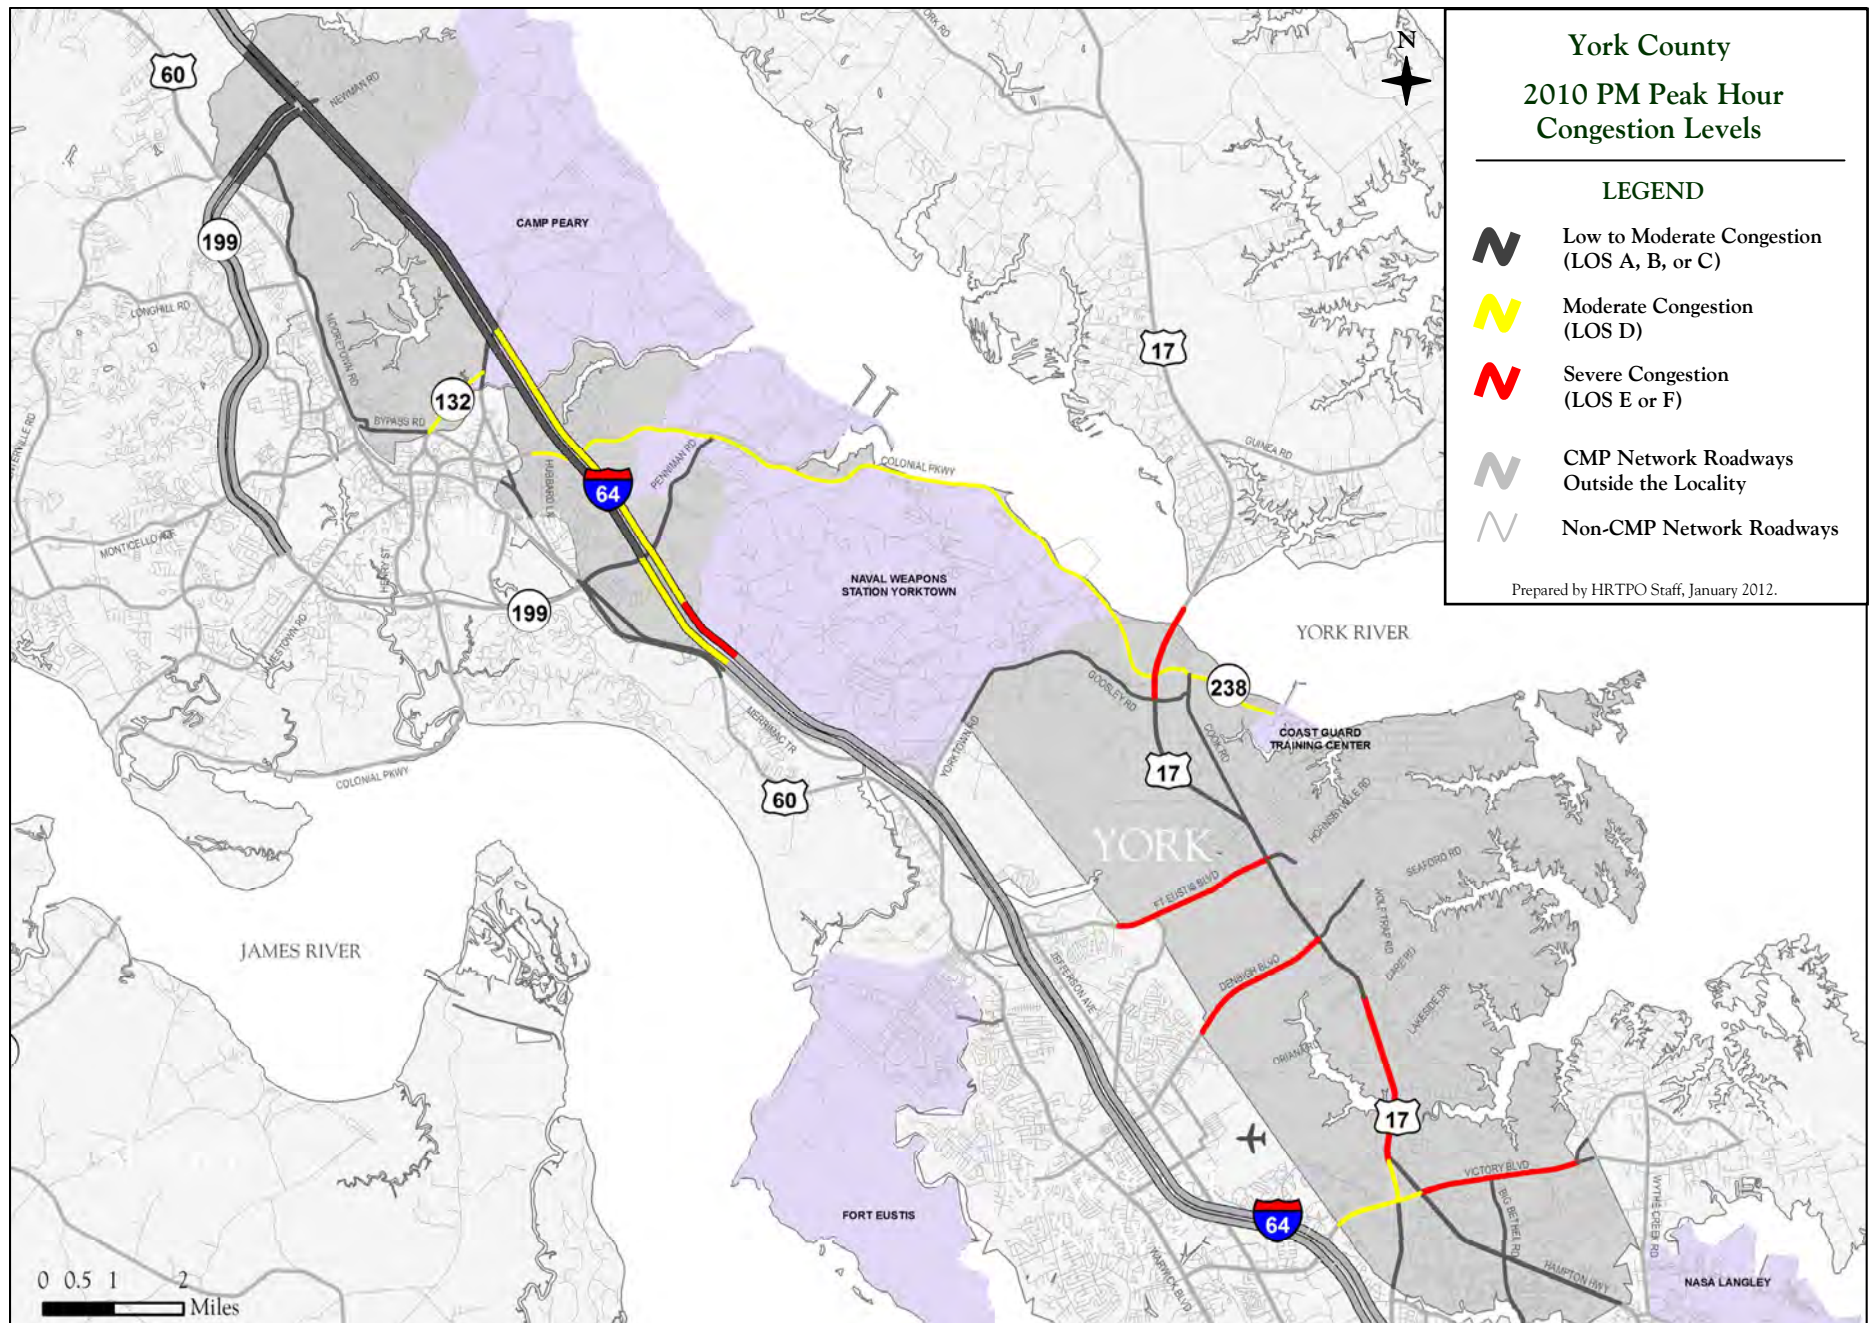 York County
2010 PM Peak Hour
Congestion Levels
LEGEND
Low to Moderate Congestion
(LOS A, B, or C)
Moderate Congestion
(LOS D)
Severe Congestion
(LOS E or F)
CMP Network Roadways
Outside the Locality
Non-CMP Network Roadways
Prepared by HRTPO Staff, January 2012.
N
60
NEWMAN RD
199
CAMP PEARY
LONGHILL RD
MOORETOWN RD
132
BYPASS RD
17
GUINEA RD
COLONIAL PKWY
PENNIMAN RD
HUBBARD LN
64
MONTICELLO AVE
HENRY ST
199
NAVAL WEAPONS
STATION YORKTOWN
YORK RIVER
GOOSLEY RD
238
COOK RD
COAST GUARD
TRAINING CENTER
MERRIMAC TR
YORKTOWN RD
17
COLONIAL PKWY
60
HORNSBYVILLE RD
YORK
SEAFORD RD
FT EUSTIS BLVD
WOLF TRAP RD
JAMES RIVER
DENBIGH BLVD
DARE RD
JEFFERSON AVE
LAKESIDE DR
ORIANA RD
17
VICTORY BLVD
BIG BETHEL RD
WYTHE CREEK RD
FORT EUSTIS
64
WARWICK BLVD
HAMPTON HWY
NASA LANGLEY
0 0.5 1 2
Miles